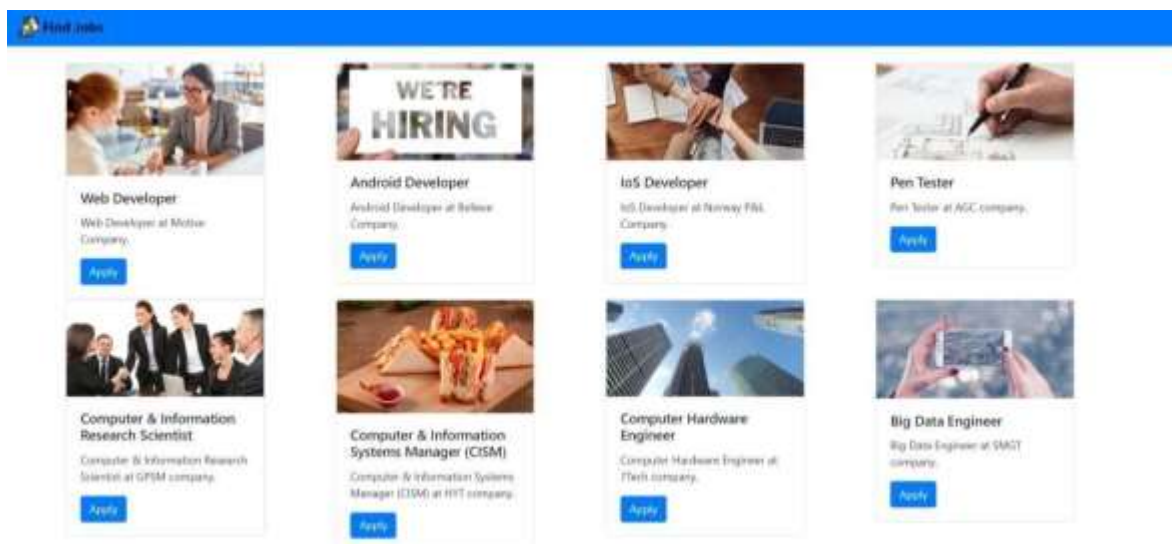 Find Jobs
WE'RE
HIRING
Web Developer
Web Developer at Motive
Company.
Apply
Android Developer
Android Developer at Believe
Company.
Apply
IoS Developer
IoS Developer at Norway P&L
Company.
Apply
Pen Tester
Pen Tester at AGC company.
Apply
Computer & Information
Research Scientist
Computer & Information Research
Scientist at GPSM company.
Apply
Computer & Information
Systems Manager (CISM)
Computer & Information Systems
Manager (CISM) at HYT company.
Apply
Computer Hardware
Engineer
Computer Hardware Engineer at
7Tech company.
Apply
Big Data Engineer
Big Data Engineer at SMGT
company.
Apply